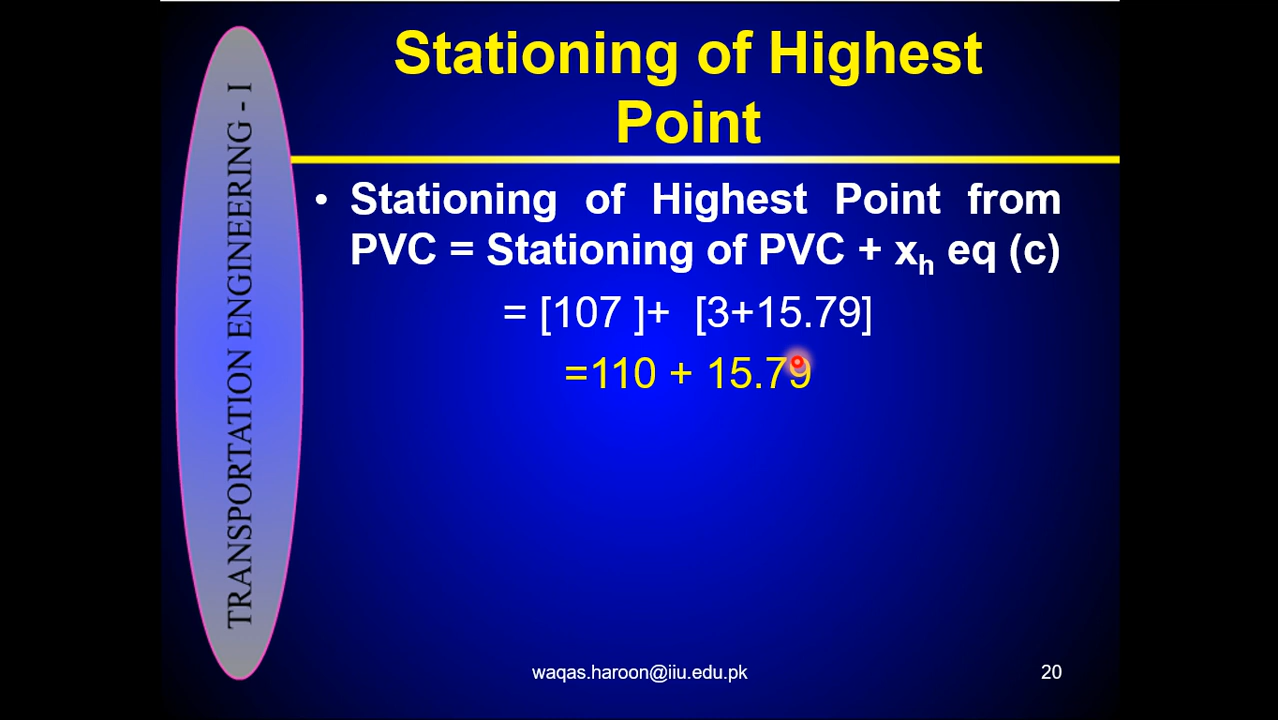 Stationing of Highest
Point
TRANSPORTATION ENGINEERING - I
• Stationing of Highest Point from
PVC = Stationing of PVC + xh eq (c)
= [107 ]+ [3+15.79]
=110 + 15.79
waqas.haroon@iiu.edu.pk
20